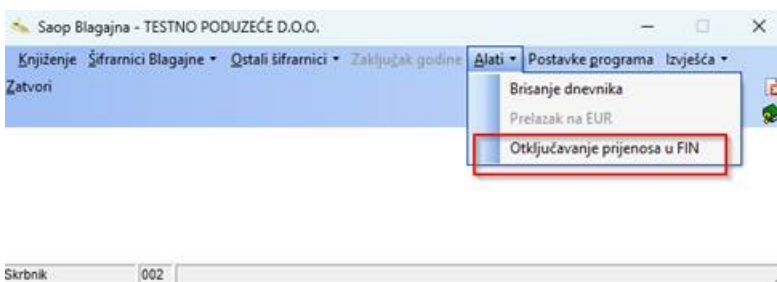 Saop Blagajna - TESTNO PODUZEĆE D.O.O.
Knjiženje Šifrarnici Blagajne Ostali šifrarnici Zaključak godine Alati Postavke programa Izvješća
Zatvori
Brisanje dnevnika
Prelazak na EUR
Otključavanje prijenosa u FIN
Skrbnik 002